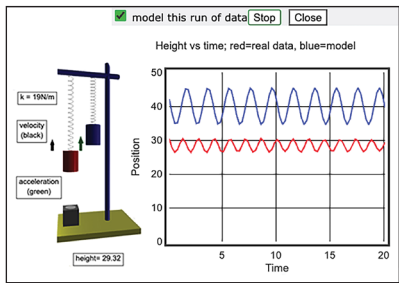 model this run of data Stop Close
Height vs time; red=real data, blue=model
k = 19N/m
velocity
(black)
acceleration
(green)
height= 29.32
Position
50
40
30
20
10
0
5 10 15 20
Time